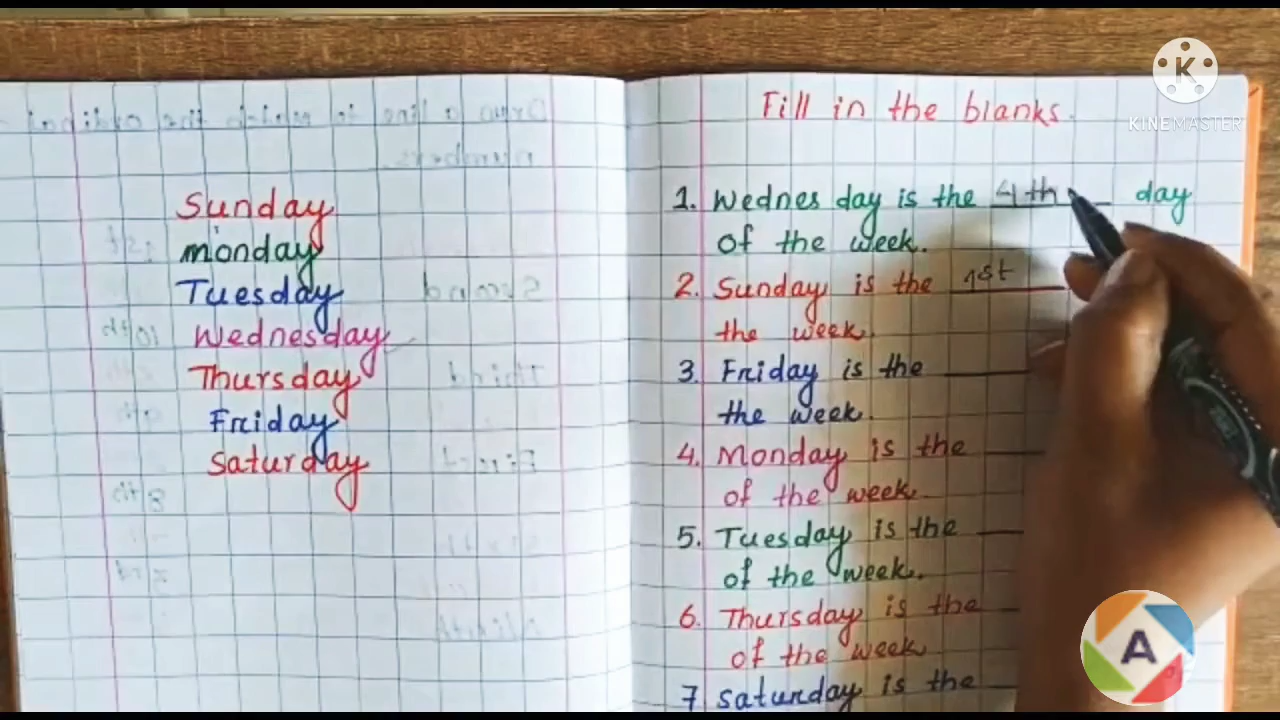 Sunday
monday
Tuesday
Wednesday
Thursday
Friday
Saturday
Fill in the blanks.
1. Wednes day is the 4th day
of the week.
2. Sunday is the 1st
the week.
3. Friday is the
the week.
4. Monday is the
of the week.
5. Tuesday is the
of the week.
6. Thursday is the
of the week
7 saturday is the
K
KINEMASTER
A